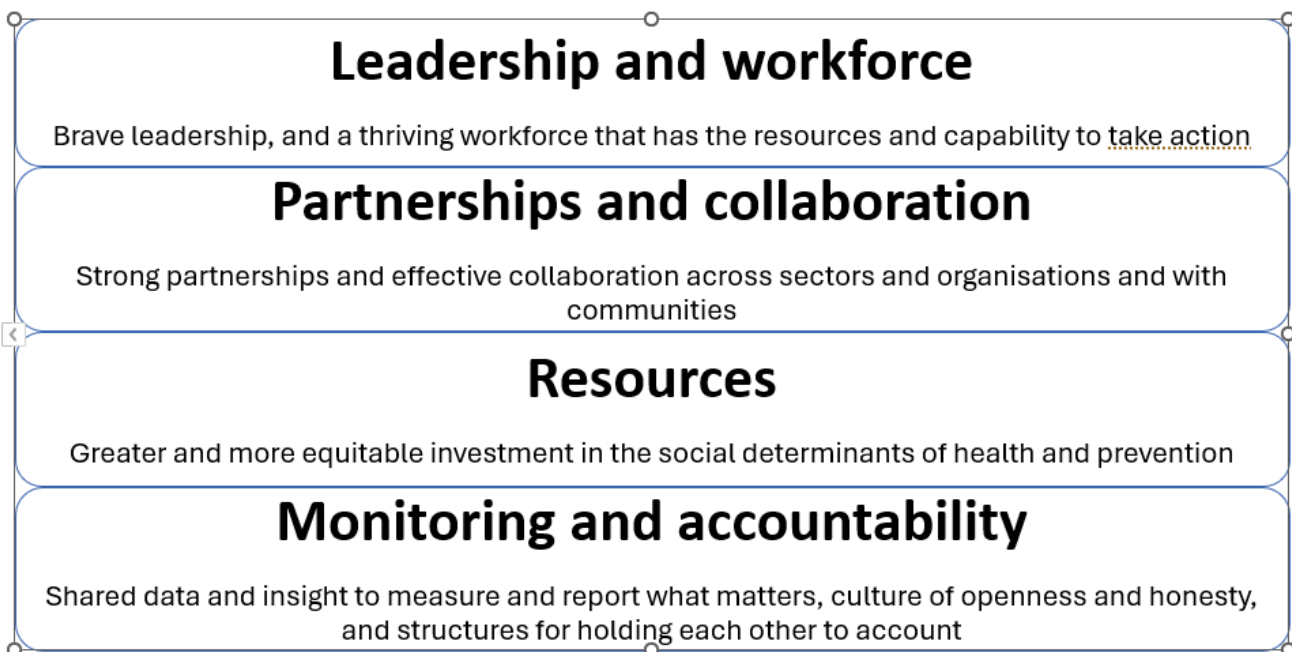 Leadership and workforce
Brave leadership, and a thriving workforce that has the resources and capability to take action
Partnerships and collaboration
Strong partnerships and effective collaboration across sectors and organisations and with
communities
Resources
Greater and more equitable investment in the social determinants of health and prevention
Monitoring and accountability
Shared data and insight to measure and report what matters, culture of openness and honesty,
and structures for holding each other to account